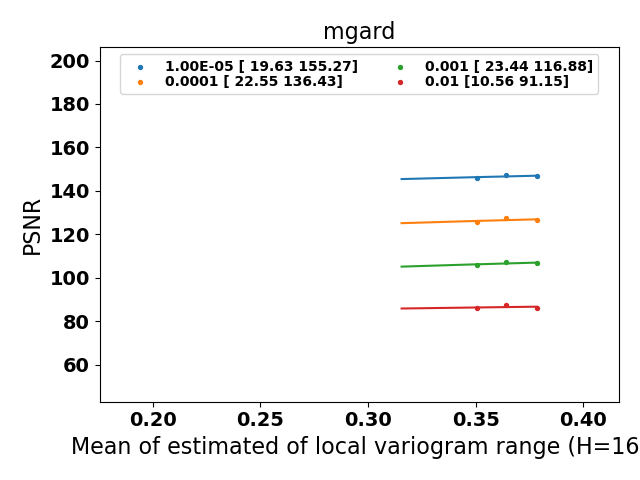 mgard
1.00E-05 [ 19.63 155.27]
0.0001 [ 22.55 136.43]
0.001 [ 23.44 116.88]
0.01 [10.56 91.15]
200
180
160
140
120
100
80
60
PSNR
0.20 0.25 0.30 0.35 0.40
Mean of estimated of local variogram range (H=16